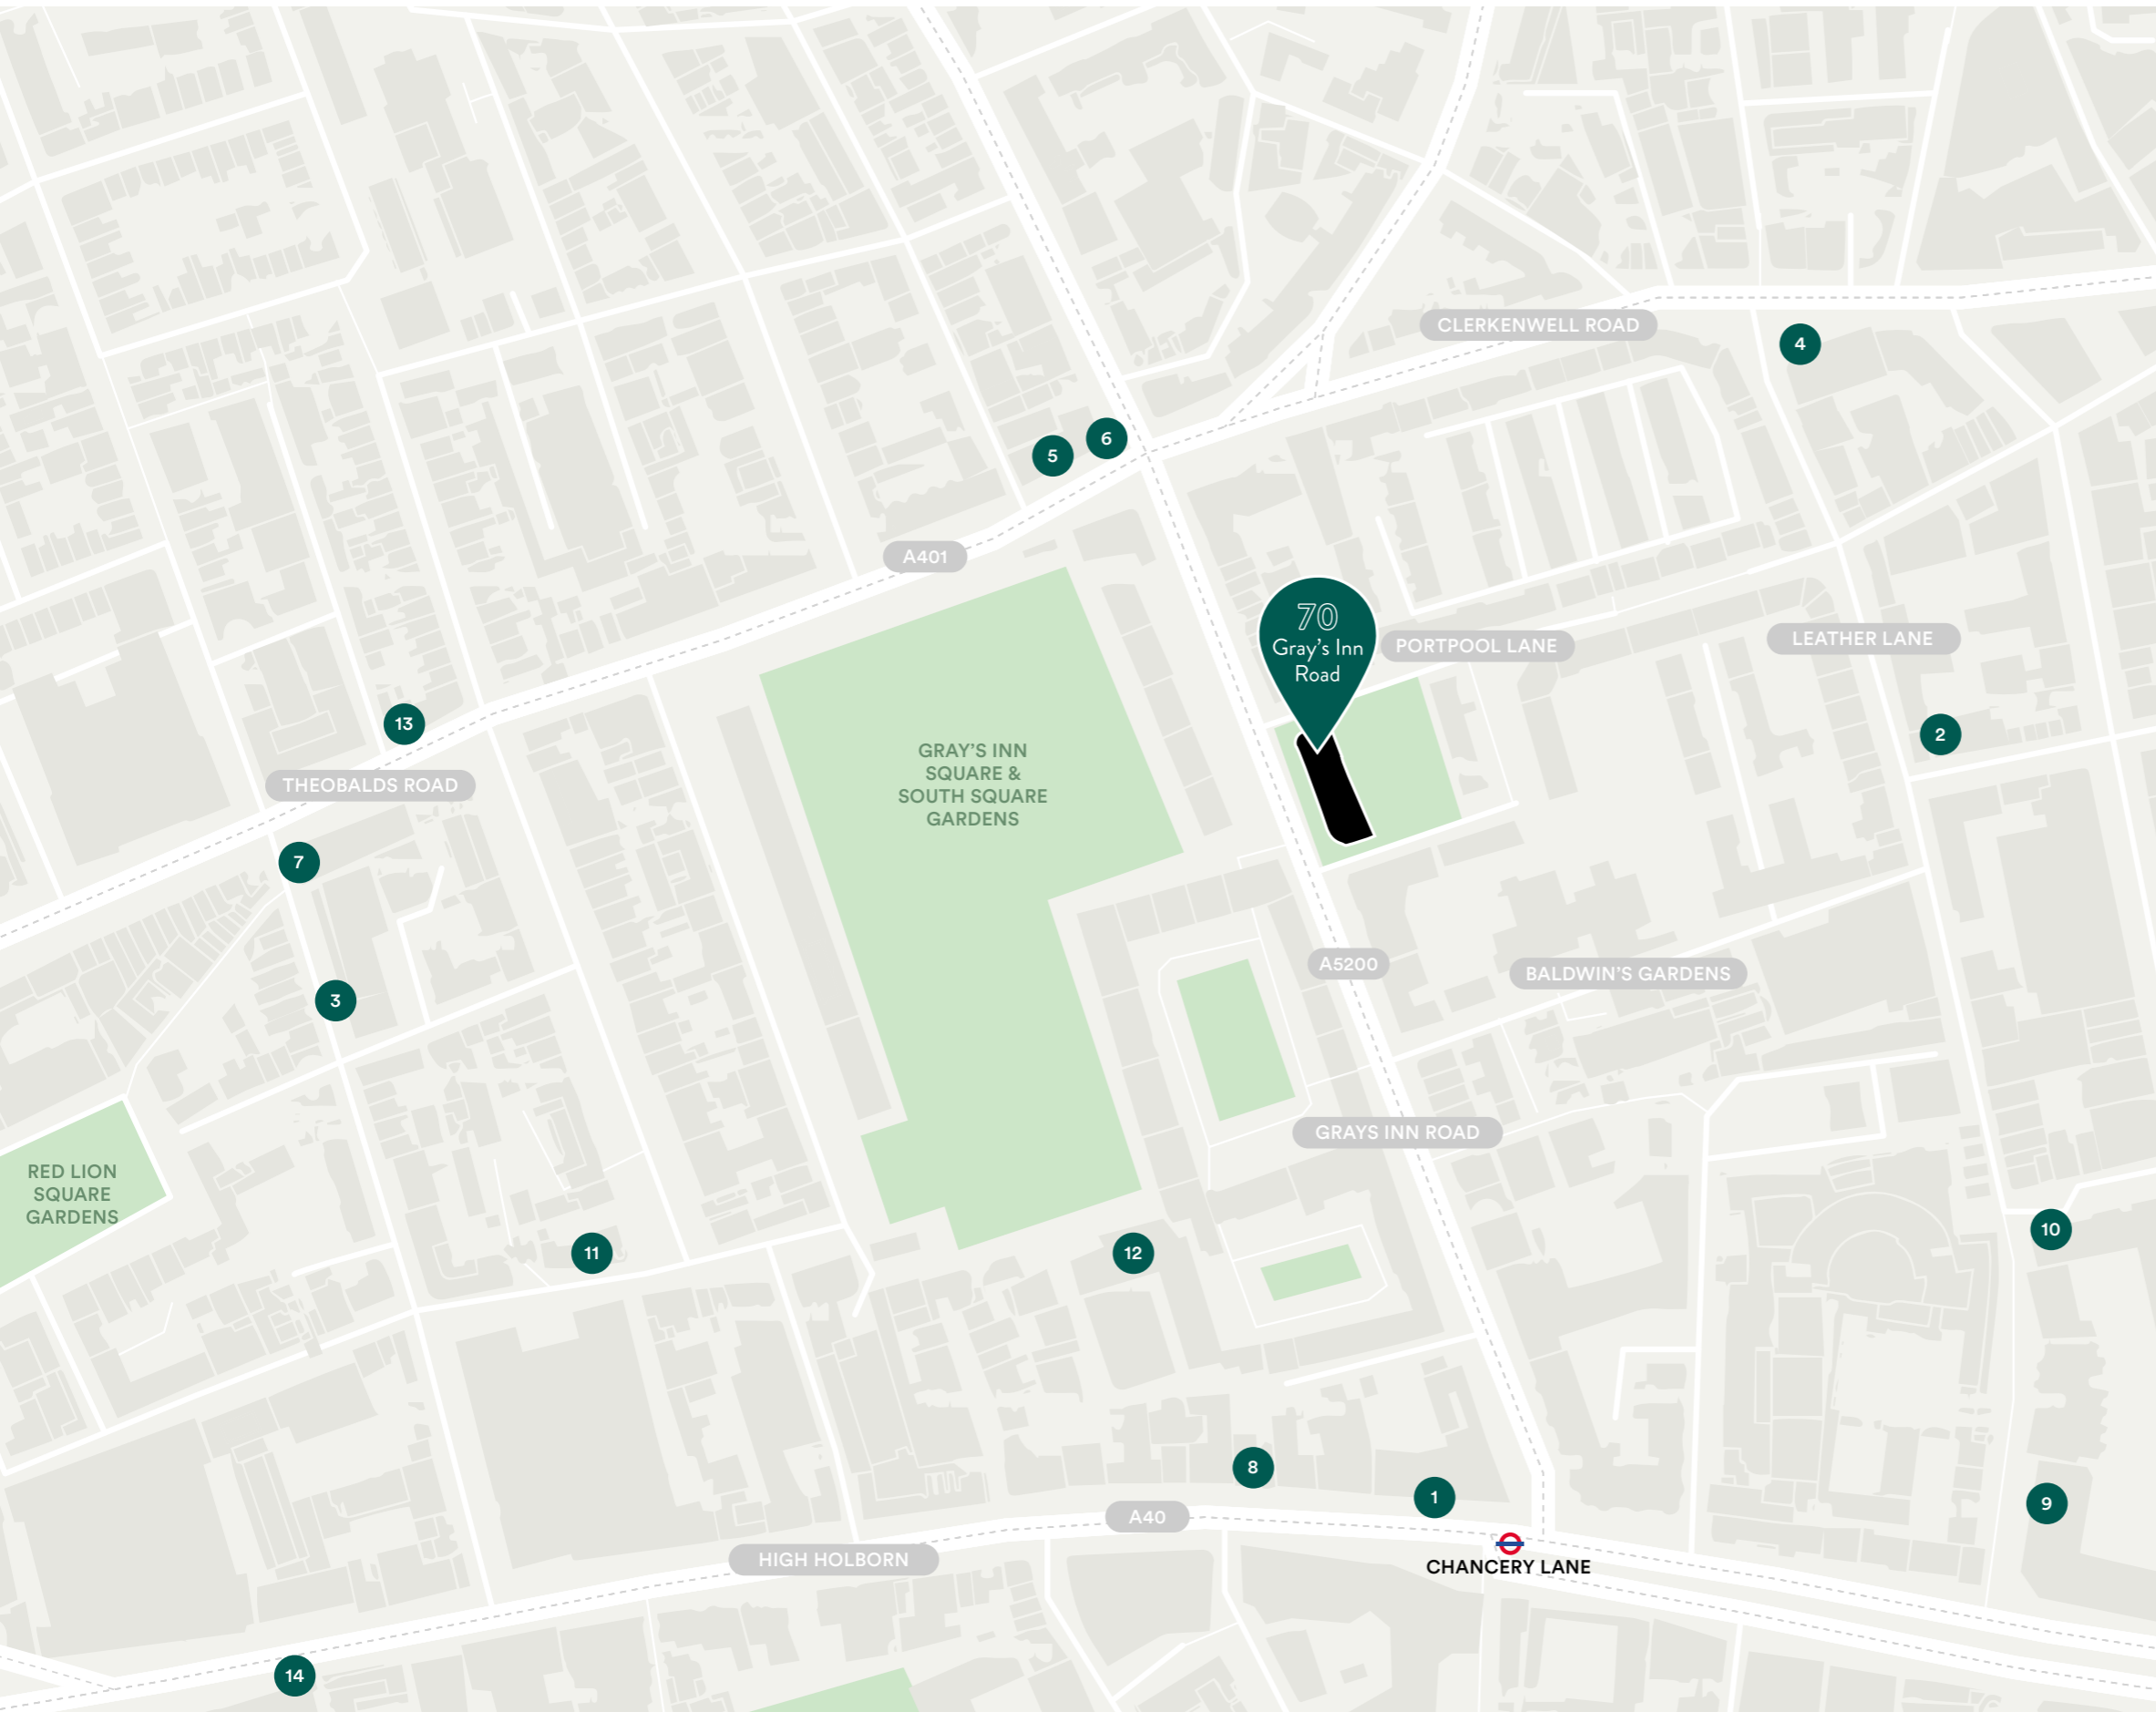 CLERKENWELL ROAD
4
6
5
A401
70
Gray's Inn
Road
PORTPOOL LANE
LEATHER LANE
13
2
GRAY'S INN
SQUARE &
SOUTH SQUARE
GARDENS
THEOBALDS ROAD
7
A5200
BALDWIN'S GARDENS
3
GRAYS INN ROAD
RED LION
SQUARE
GARDENS
10
11
12
8
1
9
A40
HIGH HOLBORN
CHANCERY LANE
14